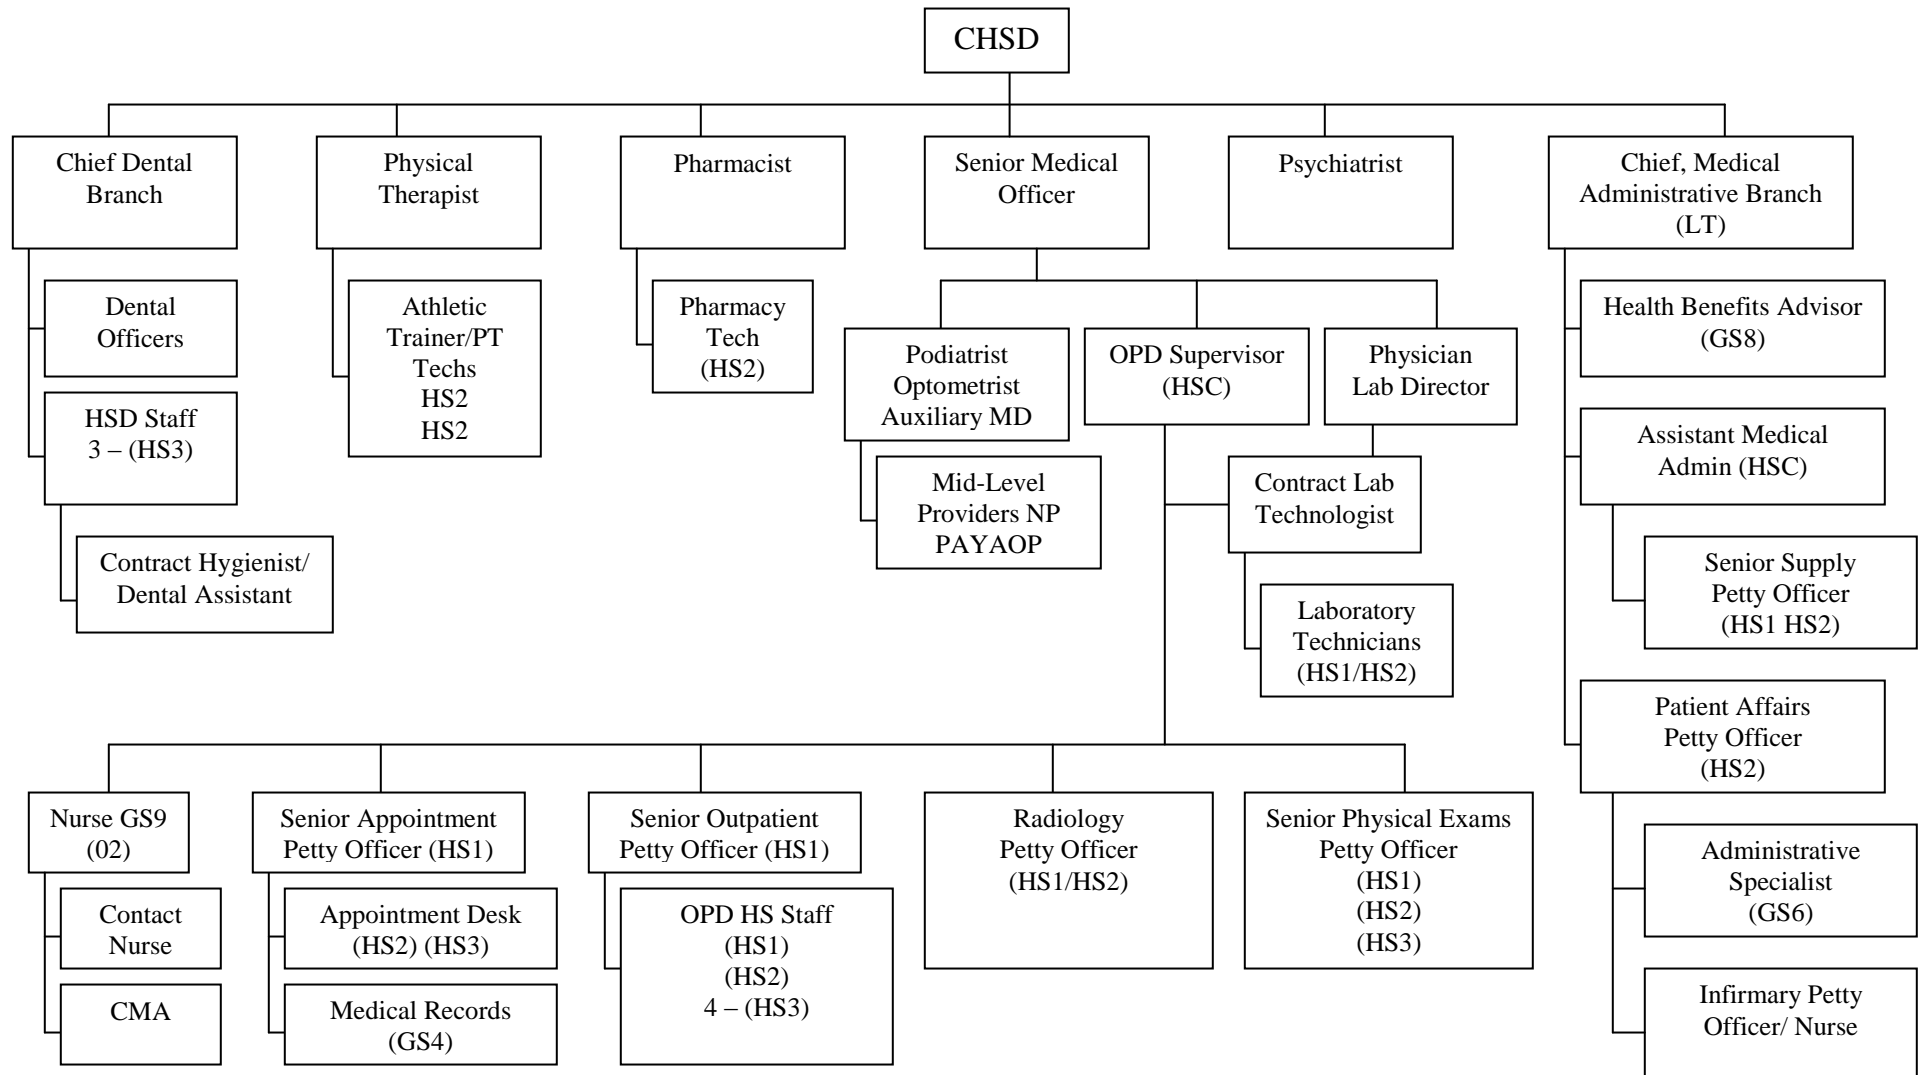 CHSD
Chief Dental
Branch
Physical
Therapist
Pharmacist
Senior Medical
Officer
Psychiatrist
Chief, Medical
Administrative Branch
(LT)
Dental
Officers
HSD Staff
3 – (HS3)
Contract Hygienist/
Dental Assistant
Athletic
Trainer/PT
Techs
HS2
HS2
Pharmacy
Tech
(HS2)
Podiatrist
Optometrist
Auxiliary MD
Mid-Level
Providers NP
PAYAOP
OPD Supervisor
(HSC)
Physician
Lab Director
Contract Lab
Technologist
Laboratory
Technicians
(HS1/HS2)
Health Benefits Advisor
(GS8)
Assistant Medical
Admin (HSC)
Senior Supply
Petty Officer
(HS1 HS2)
Patient Affairs
Petty Officer
(HS2)
Administrative
Specialist
(GS6)
Infirmary Petty
Officer/ Nurse
Nurse GS9
(02)
Contact
Nurse
CMA
Senior Appointment
Petty Officer (HS1)
Appointment Desk
(HS2) (HS3)
Medical Records
(GS4)
Senior Outpatient
Petty Officer (HS1)
OPD HS Staff
(HS1)
(HS2)
4 – (HS3)
Radiology
Petty Officer
(HS1/HS2)
Senior Physical Exams
Petty Officer
(HS1)
(HS2)
(HS3)